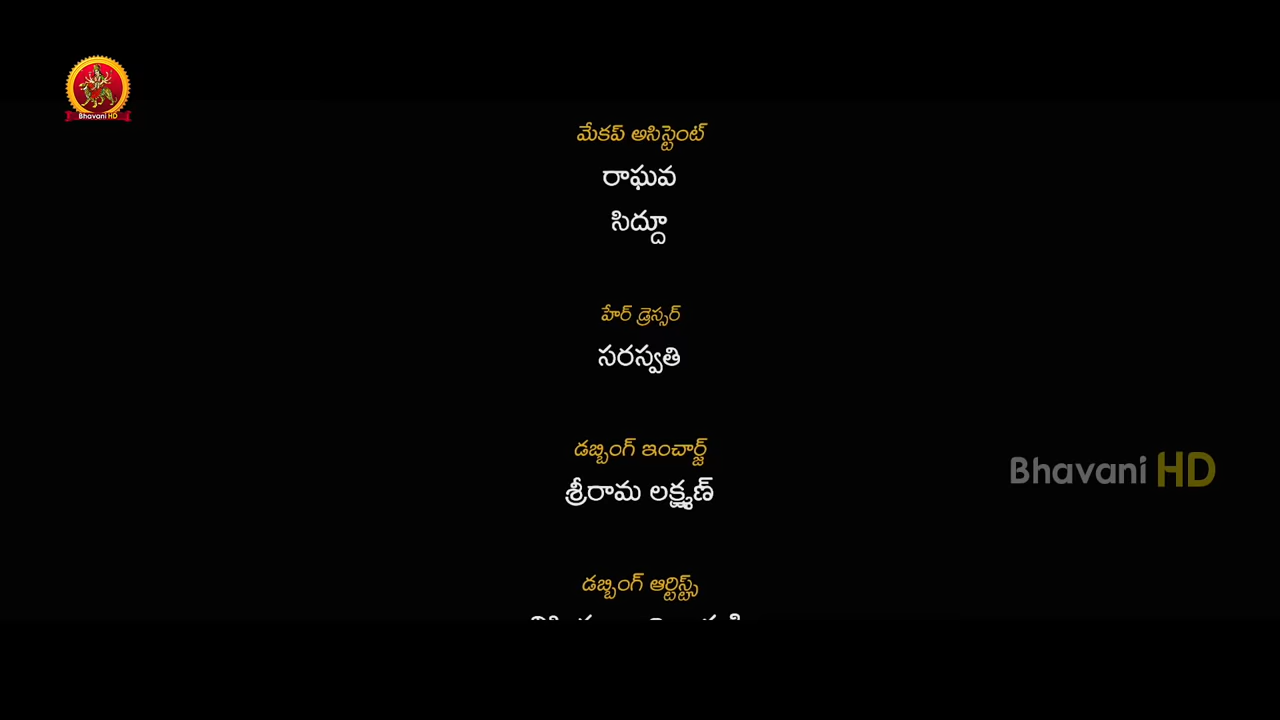 Bhavani HD
మేకప్ అసిస్టెంట్
రాఘవ
సిద్దూ
హేర్ డ్రెస్సర్
సరస్వతి
డబ్బింగ్ ఇంచార్జ్
శ్రీరామ లక్ష్మణ్
Bhavani HD
డబ్బింగ్ ఆర్టిస్ట్స్